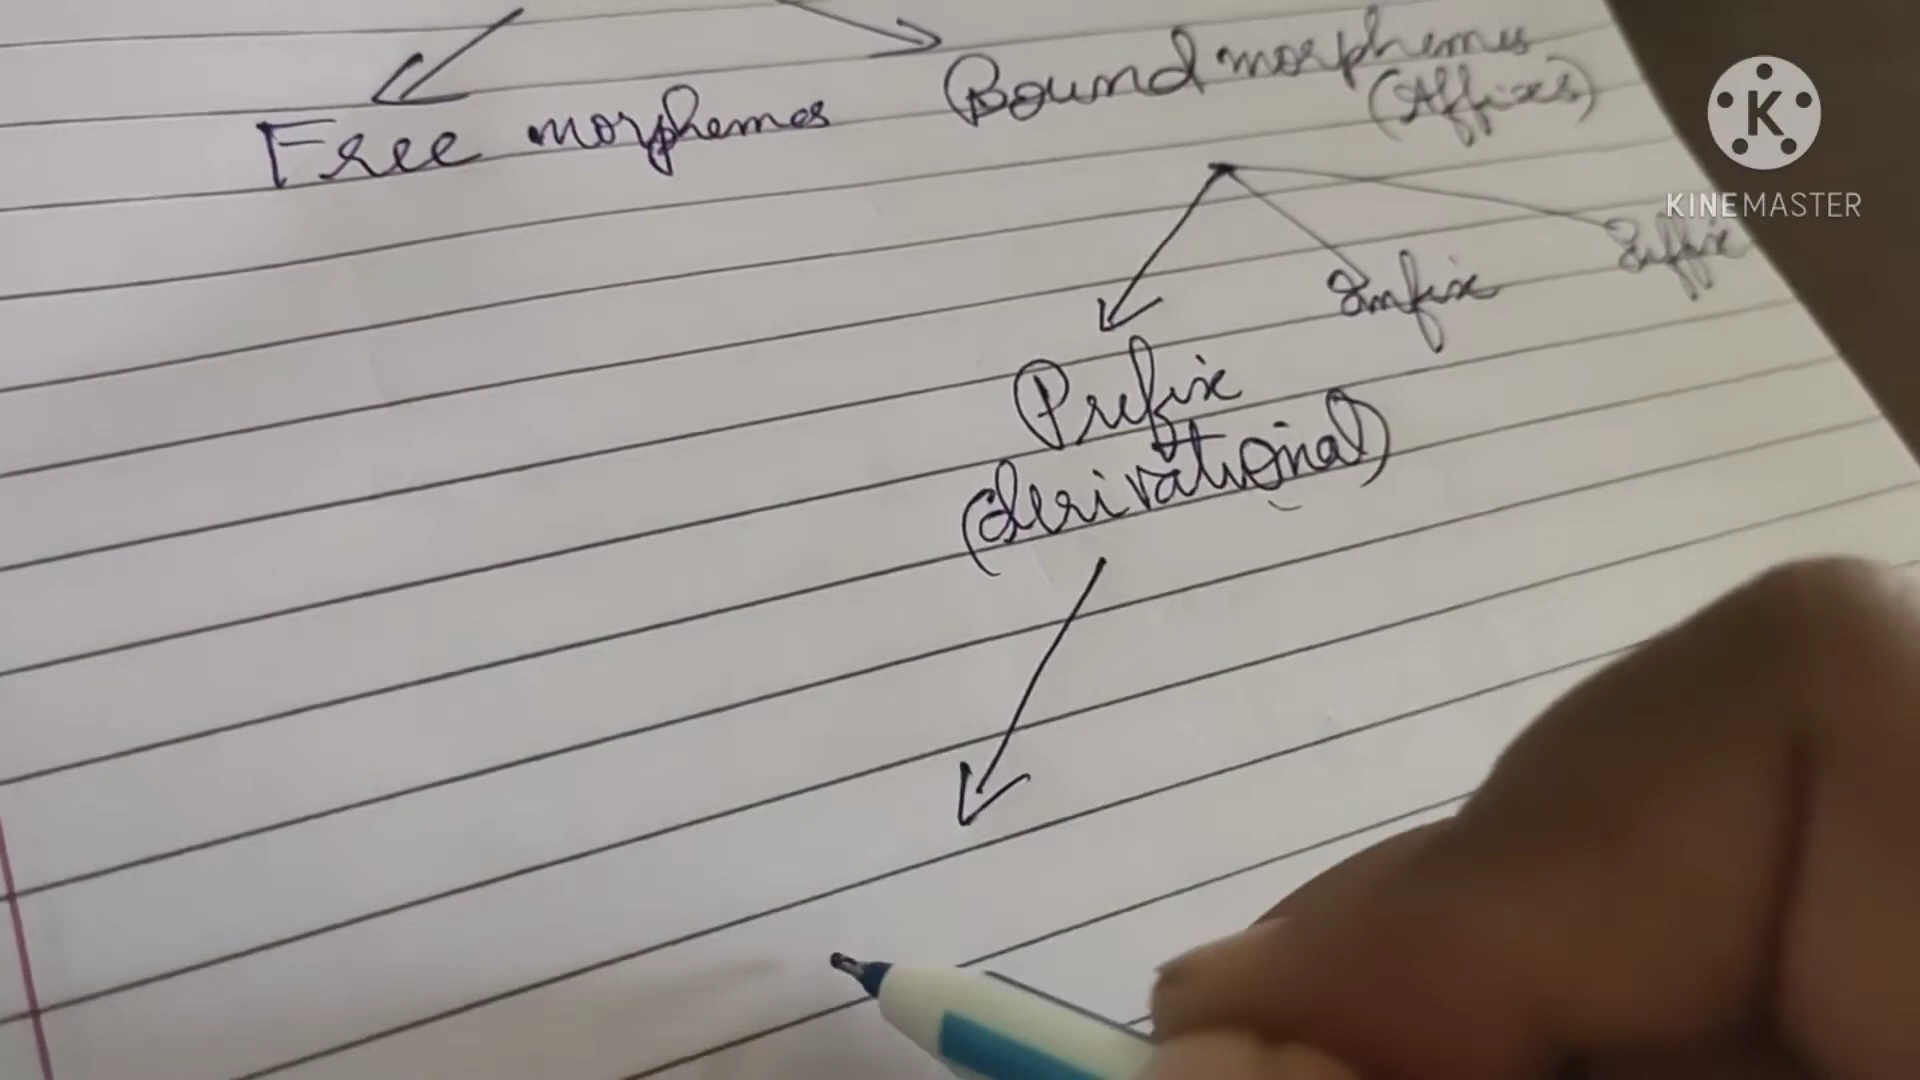 Free morphemes
Bound morphemes
(Affixes)
Prefix
(derivational)
Infix
Suffix
K
KINEMASTER